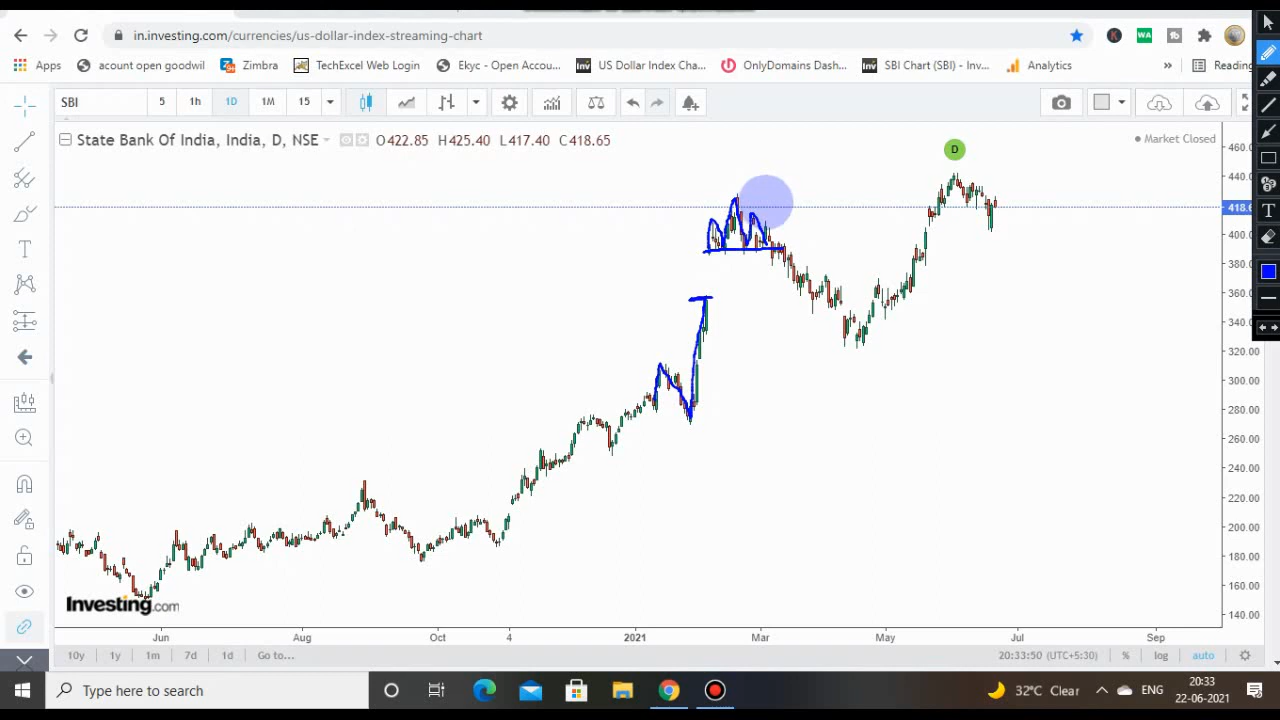 in.investing.com/currencies/us-dollar-index-streaming-chart
K
WA
Apps
acount open goodwil
Zimbra
TechExcel Web Login
Ekyc - Open Accou...
Inv
US Dollar Index Cha...
OnlyDomains Dash...
Inv
SBI Chart (SBI) - Inv...
Analytics
»
Reading
SBI
5
1h
1D
1M
15
State Bank Of India, India, D, NSE
O422.85 H425.40 L417.40 C418.65
Market Closed
D
T
T
460.00
440.00
418.6
400.00
380.00
360.00
340.00
320.00
300.00
280.00
260.00
240.00
220.00
200.00
180.00
160.00
140.00
Investing.com
Jun
Aug
Oct
4
2021
Mar
May
Jul
Sep
10y
1y
1m
7d
1d
Go to...
20:33:50 (UTC+5:30)
%
log
auto
Type here to search
32°C Clear
ENG
20:33
22-06-2021